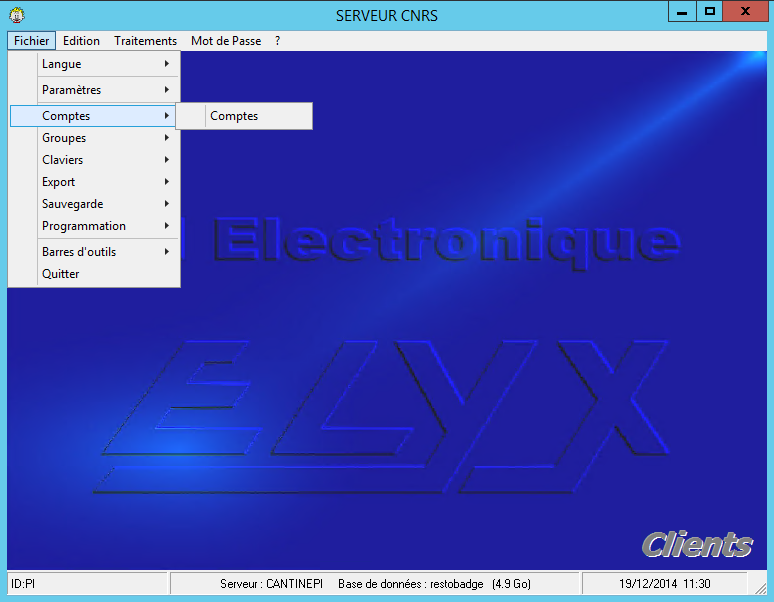 SERVEUR CNRS
Fichier Edition Traitements Mot de Passe ?
Langue
Paramètres
Comptes
Comptes
Groupes
Claviers
Export
Sauvegarde
Programmation
Barres d'outils
Quitter
Electronique
ELYX
Clients
ID:PI
Serveur : CANTINEPI Base de données : restobadge (4.9 Go)
19/12/2014 11:30